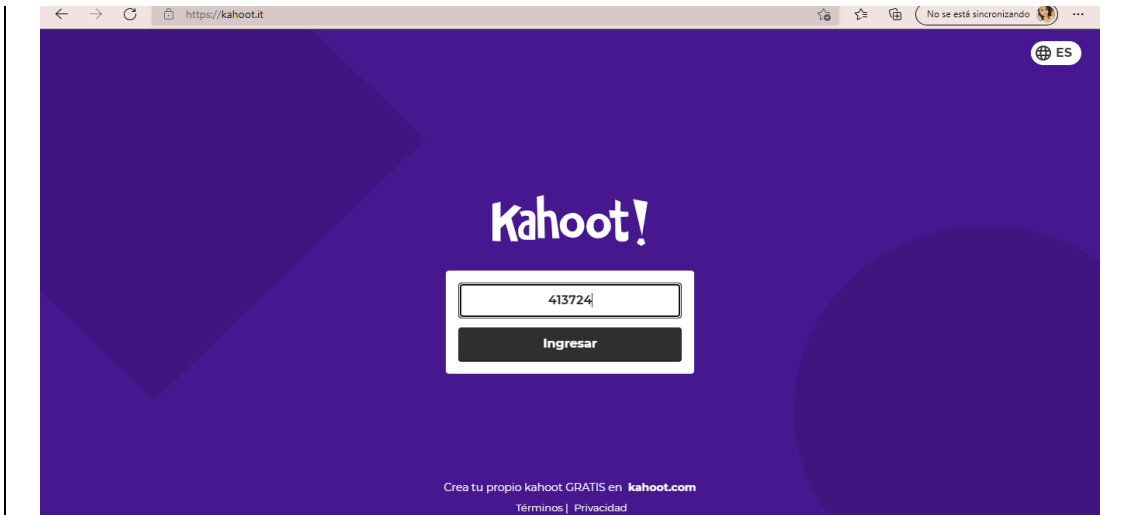 https://kahoot.it
No se está sincronizando
ES
Kahoot!
413724
Ingresar
Crea tu propio kahoot GRATIS en kahoot.com
Términos | Privacidad